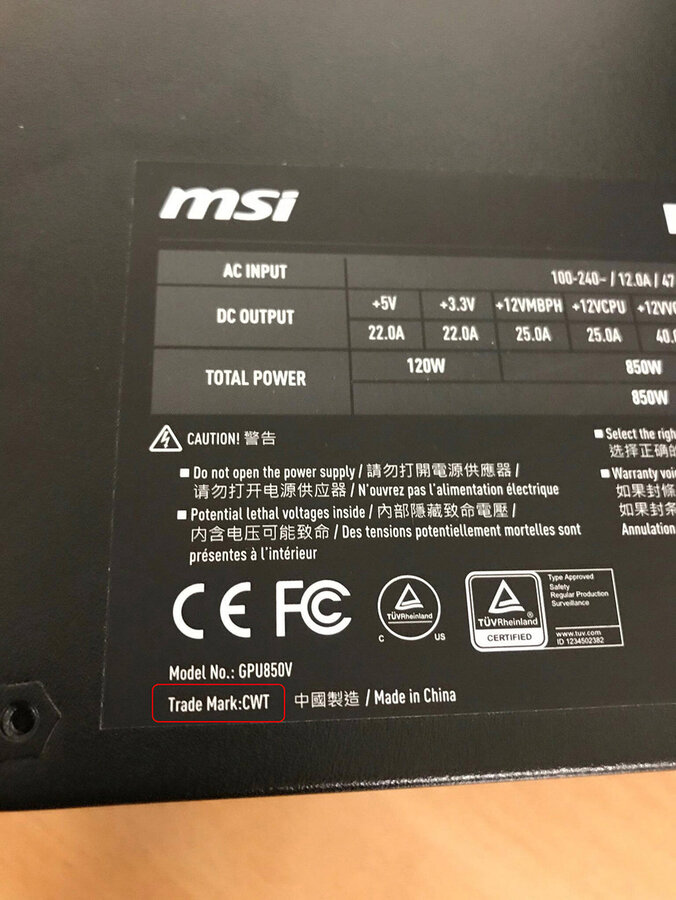 msi
AC INPUT
100-240~ / 12.0A / 47
DC OUTPUT
+5V +3.3V +12VMBPH +12VCPU +12VV
22.0A 22.0A 25.0A 25.0A 40.
TOTAL POWER
120W 850W
850W
CAUTION! 警告
■ Do not open the power supply / 請勿打開電源供應器 /
请勿打开电源供应器 / N'ouvrez pas l'alimentation électrique
■ Potential lethal voltages inside / 內部隱藏致命電壓 /
内含电压可能致命 / Des tensions potentiellement mortelles sont
présentes à l'intérieur
■ Select the righ
选择正确的
■ Warranty voi
如果封條
如果封条
Annulation
CE FC
TÜVRheinland
C US
TÜVRheinland®
CERTIFIED
Type Approved
Safety
Regular Production
Surveillance
www.tuv.com
ID 1234502382
Model No.: GPU850V
Trade Mark:CWT 中國製造 / Made in China